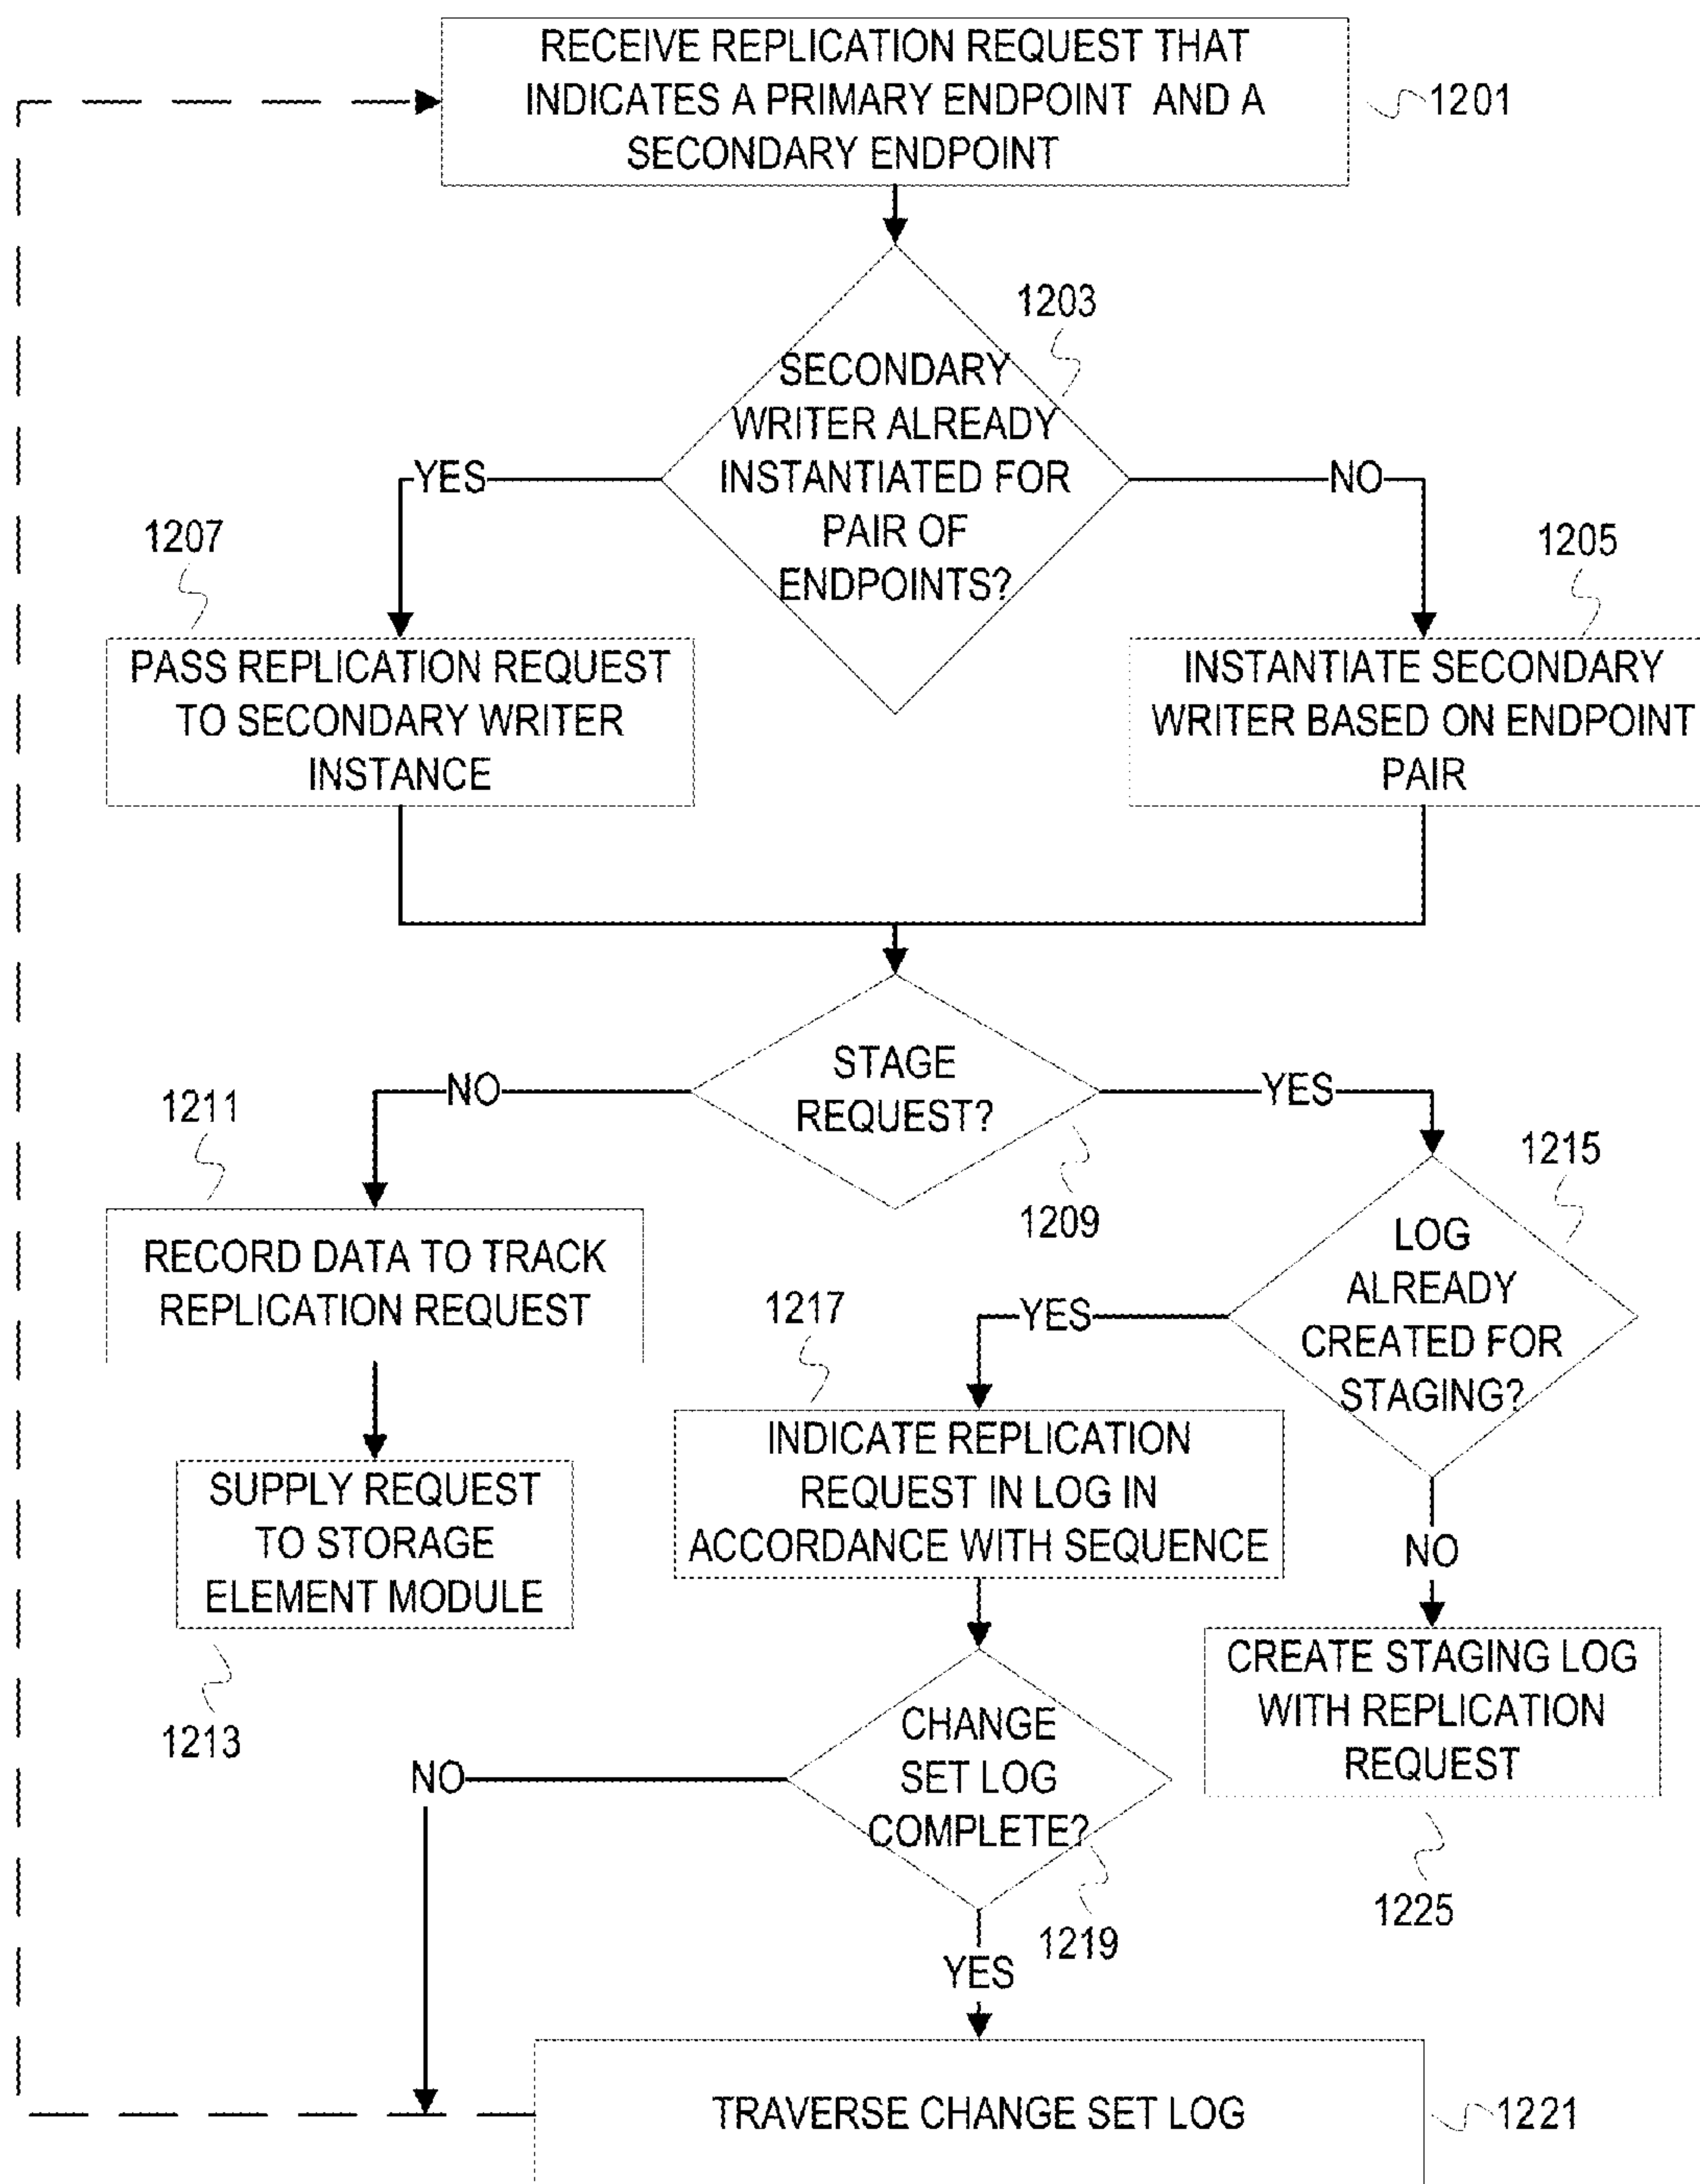 RECEIVE REPLICATION REQUEST THAT
INDICATES A PRIMARY ENDPOINT AND A
SECONDARY ENDPOINT
1201
1203
SECONDARY
WRITER ALREADY
INSTANTIATED FOR
PAIR OF
ENDPOINTS?
YES
NO
1207
1205
PASS REPLICATION REQUEST
TO SECONDARY WRITER
INSTANCE
INSTANTIATE SECONDARY
WRITER BASED ON ENDPOINT
PAIR
STAGE
REQUEST?
NO
YES
1209
1211
RECORD DATA TO TRACK
REPLICATION REQUEST
SUPPLY REQUEST
TO STORAGE
ELEMENT MODULE
1213
1215
LOG
ALREADY
CREATED FOR
STAGING?
YES
NO
1217
INDICATE REPLICATION
REQUEST IN LOG IN
ACCORDANCE WITH SEQUENCE
CREATE STAGING LOG
WITH REPLICATION
REQUEST
1225
CHANGE
SET LOG
COMPLETE?
NO
1219
YES
TRAVERSE CHANGE SET LOG
1221